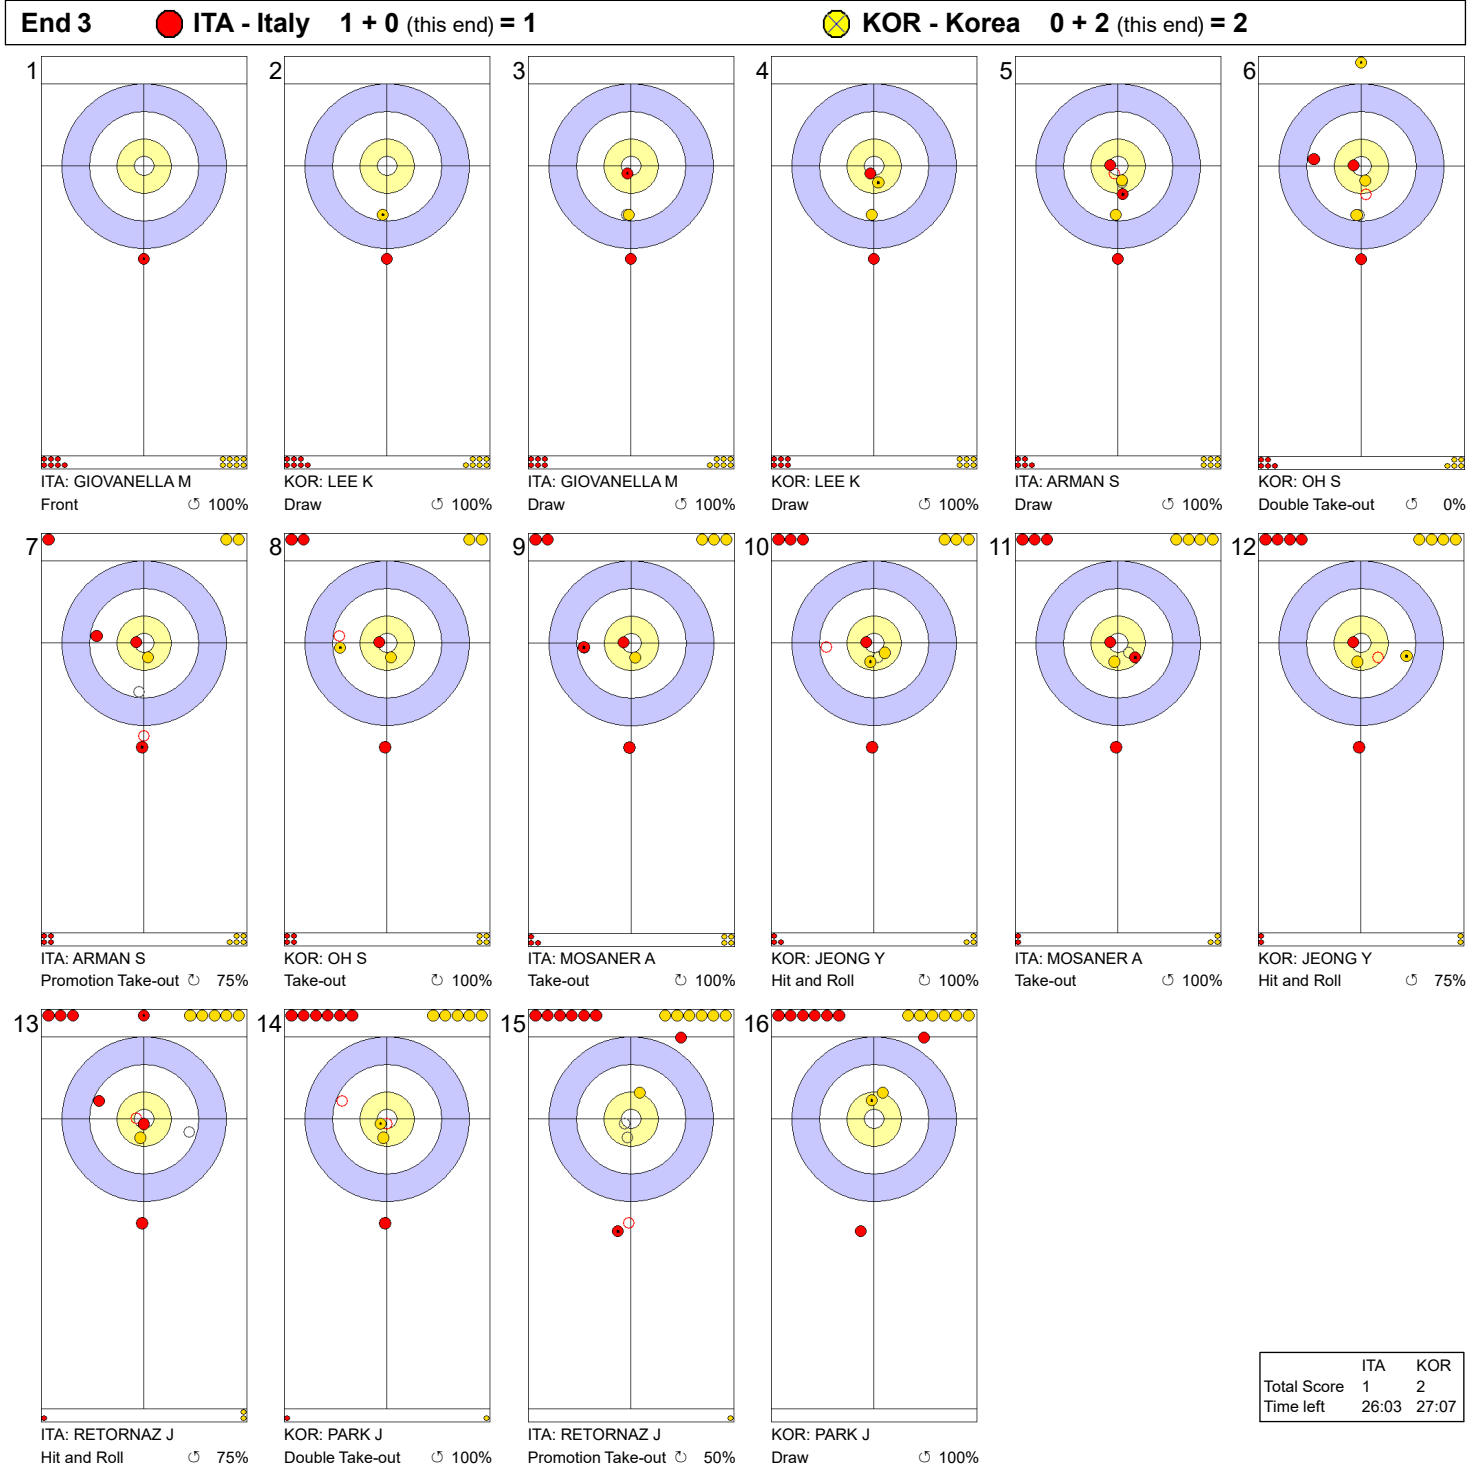 End 3 ITA - Italy 1 + 0 (this end) = 1 KOR - Korea 0 + 2 (this end) = 2
1 2 3 4 5 6
ITA: GIOVANELLA M KOR: LEE K ITA: GIOVANELLA M KOR: LEE K ITA: ARMAN S KOR: OH S
Front ↺ 100% Draw ↺ 100% Draw ↺ 100% Draw ↺ 100% Draw ↺ 100% Double Take-out ↺ 0%
7 8 9 10 11 12
ITA: ARMAN S KOR: OH S ITA: MOSANER A KOR: JEONG Y ITA: MOSANER A KOR: JEONG Y
Promotion Take-out ↻ 75% Take-out ↺ 100% Take-out ↺ 100% Hit and Roll ↻ 100% Take-out ↺ 100% Hit and Roll ↺ 75%
13 14 15 16
ITA: RETORNAZ J KOR: PARK J ITA: RETORNAZ J KOR: PARK J
Hit and Roll ↺ 75% Double Take-out ↺ 100% Promotion Take-out ↻ 50% Draw ↺ 100%
ITA KOR
Total Score 1 2
Time left 26:03 27:07